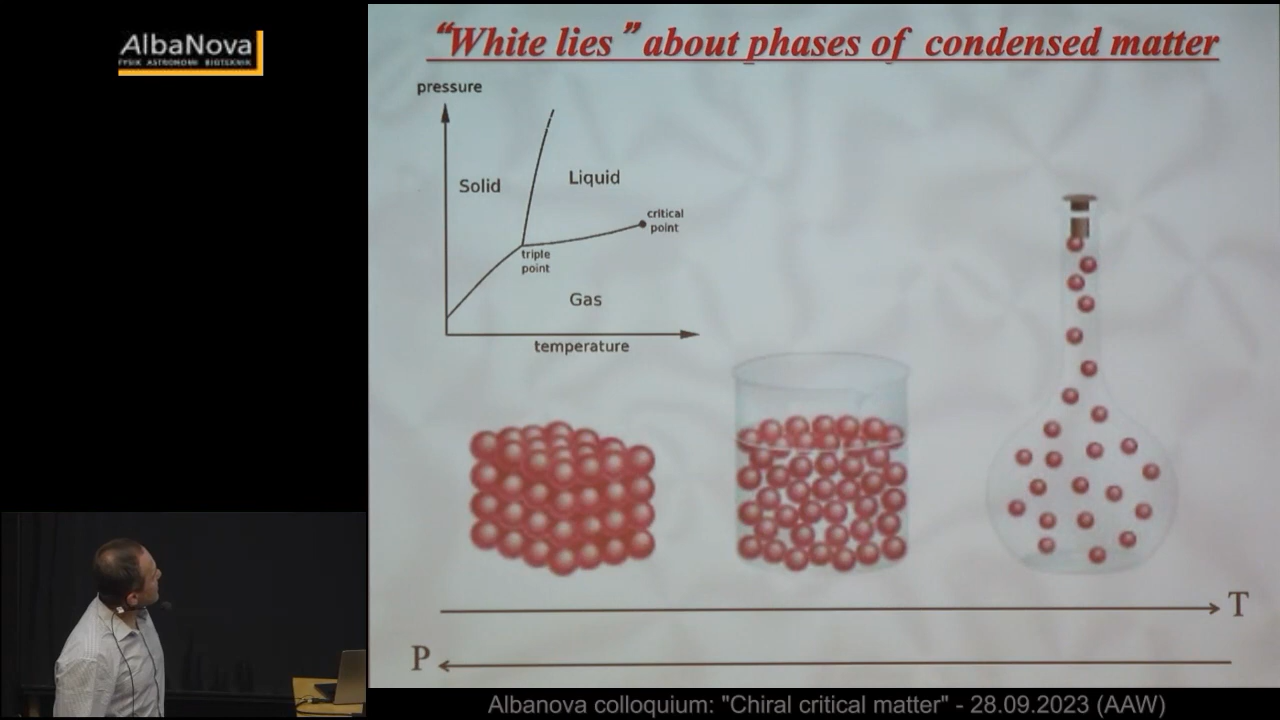 AlbaNova
FYSIK ASTRONOMI BIOTEKNIK
“White lies” about phases of condensed matter
pressure
Solid
Liquid
critical
point
triple
point
Gas
temperature
T
P
Albanova colloquium: "Chiral critical matter" - 28.09.2023 (AAW)